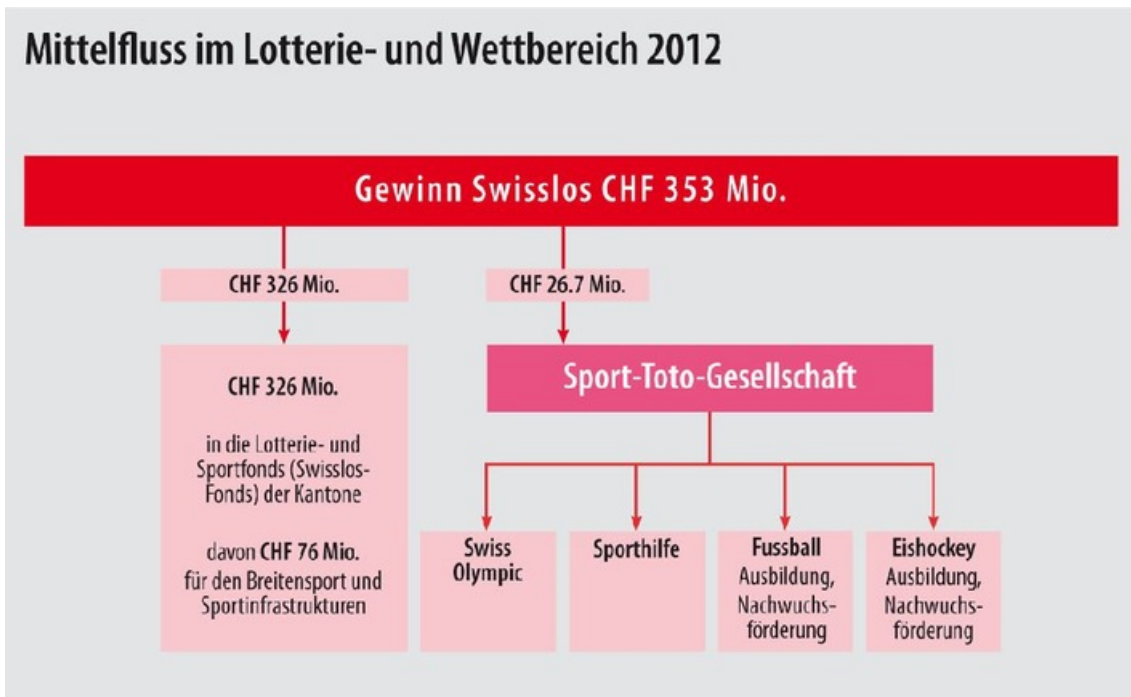 Mittelfluss im Lotterie- und Wettbereich 2012
Gewinn Swisslos CHF 353 Mio.
CHF 326 Mio.
CHF 26.7 Mio.
CHF 326 Mio.
in die Lotterie- und
Sportfonds (Swisslos-
Fonds) der Kantone
davon CHF 76 Mio.
für den Breitensport und
Sportinfrastrukturen
Sport-Toto-Gesellschaft
Swiss
Olympic
Sporthilfe
Fussball
Ausbildung,
Nachwuchs-
förderung
Eishockey
Ausbildung,
Nachwuchs-
förderung